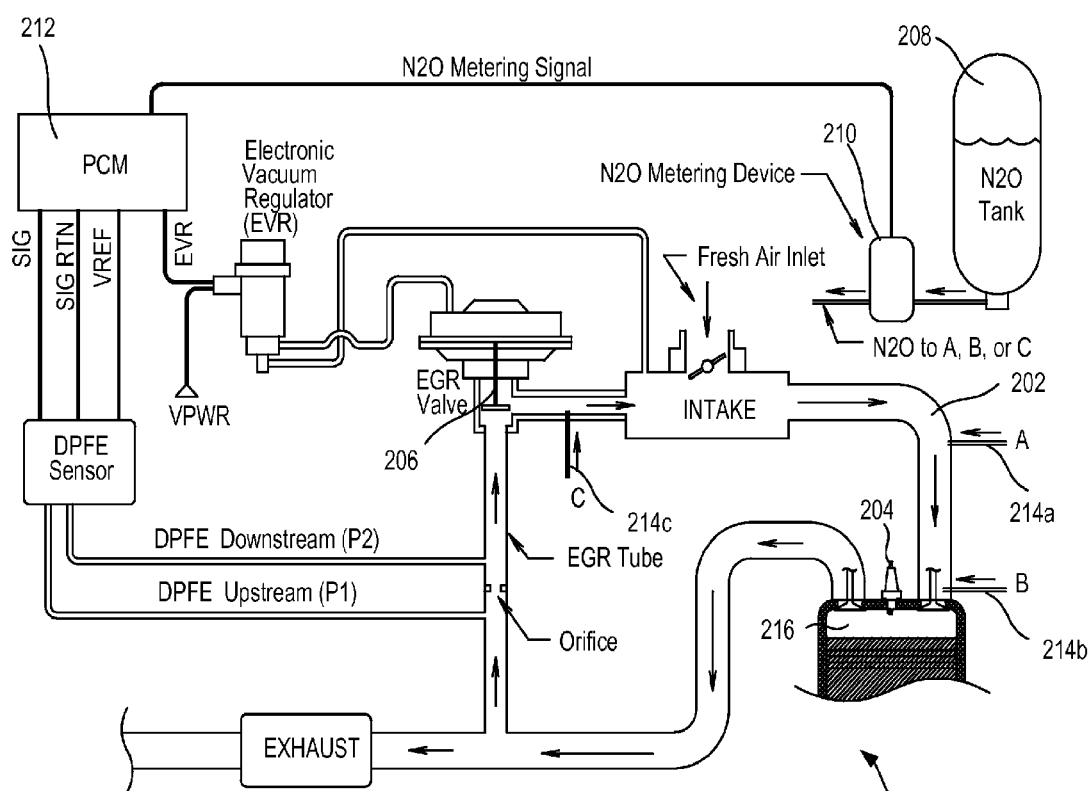 212
N2O Metering Signal
208
PCM
Electronic
Vacuum
Regulator
(EVR)
210
N2O Metering Device
N2O
Tank
SIG
SIG RTN
VREF
EVR
Fresh Air Inlet
N2O to A, B, or C
VPWR
EGR
Valve
INTAKE
202
DPFE
Sensor
206
A
C
214c
204
214a
DPFE Downstream (P2)
EGR Tube
DPFE Upstream (P1)
B
216
Orifice
214b
EXHAUST